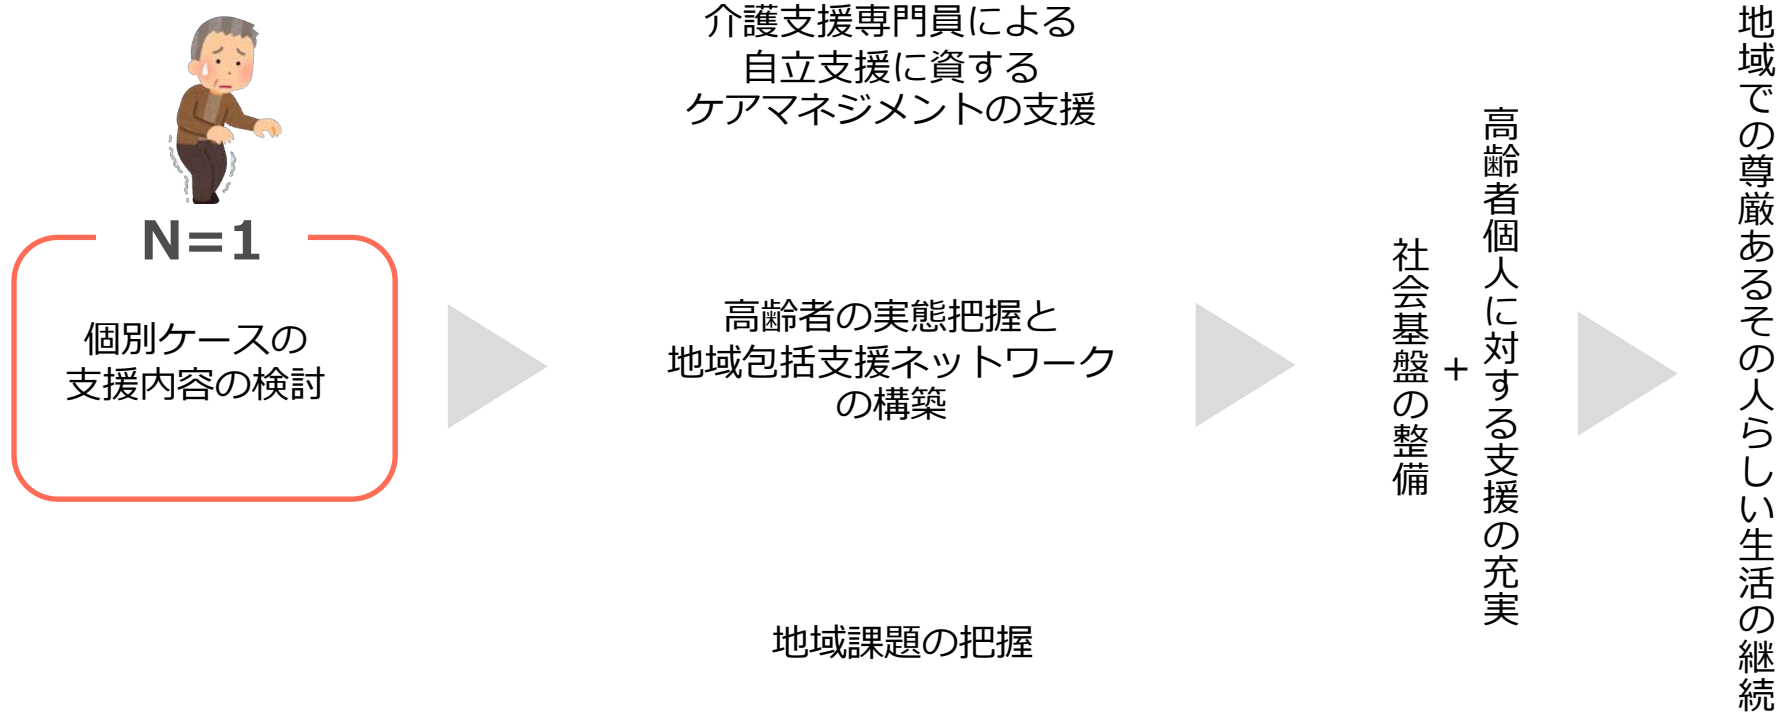 N=1
個別ケースの
支援内容の検討
介護支援専門員による
自立支援に資する
ケアマネジメントの支援
高齢者の実態把握と
地域包括支援ネットワーク
の構築
地域課題の把握
高齢者個人に対する支援の充実
+
社会基盤の整備
地域での尊厳あるその人らしい生活の継続